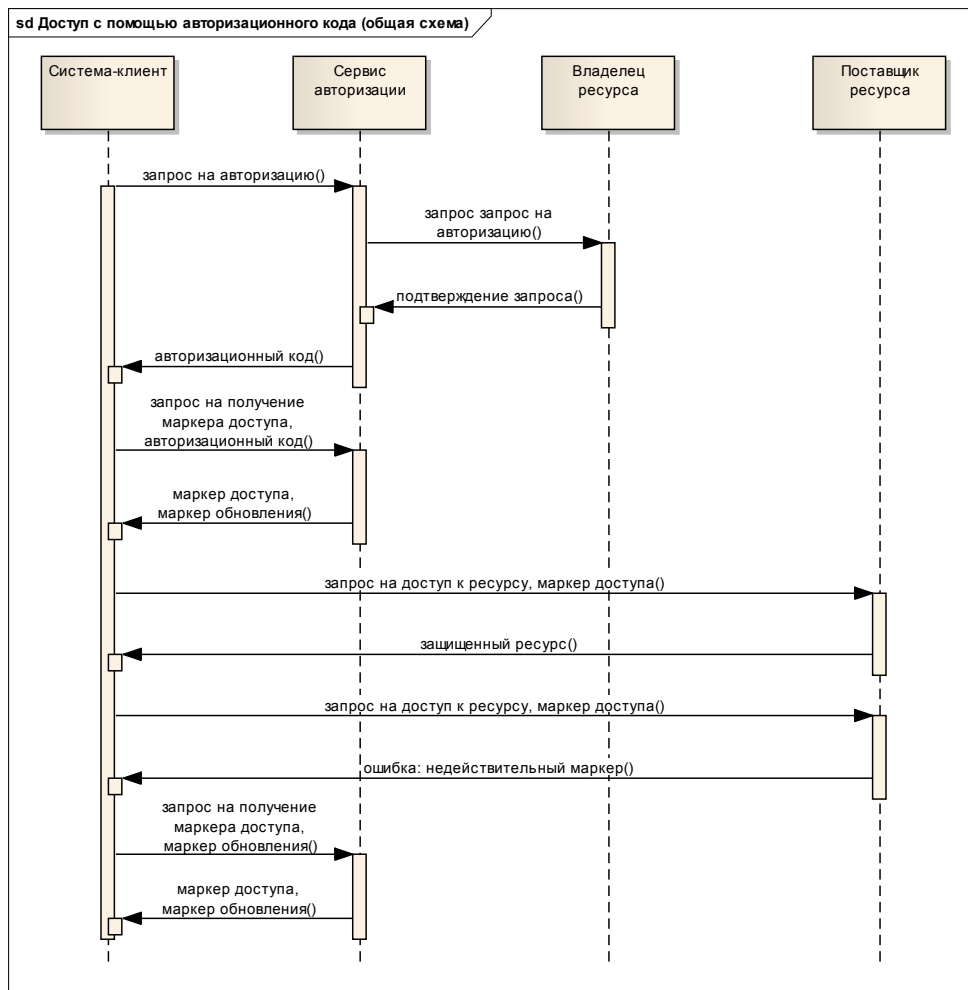 sd Доступ с помощью авторизационного кода (общая схема)
Система-клиент
Сервис
авторизации
Владелец
ресурса
Поставщик
ресурса
запрос на авторизацию()
запрос запрос на
авторизацию()
подтверждение запроса()
авторизационный код()
запрос на получение
маркера доступа,
авторизационный код()
маркер доступа,
маркер обновления()
запрос на доступ к ресурсу, маркер доступа()
защищенный ресурс()
запрос на доступ к ресурсу, маркер доступа()
ошибка: недействительный маркер()
запрос на получение
маркера доступа,
маркер обновления()
маркер доступа,
маркер обновления()